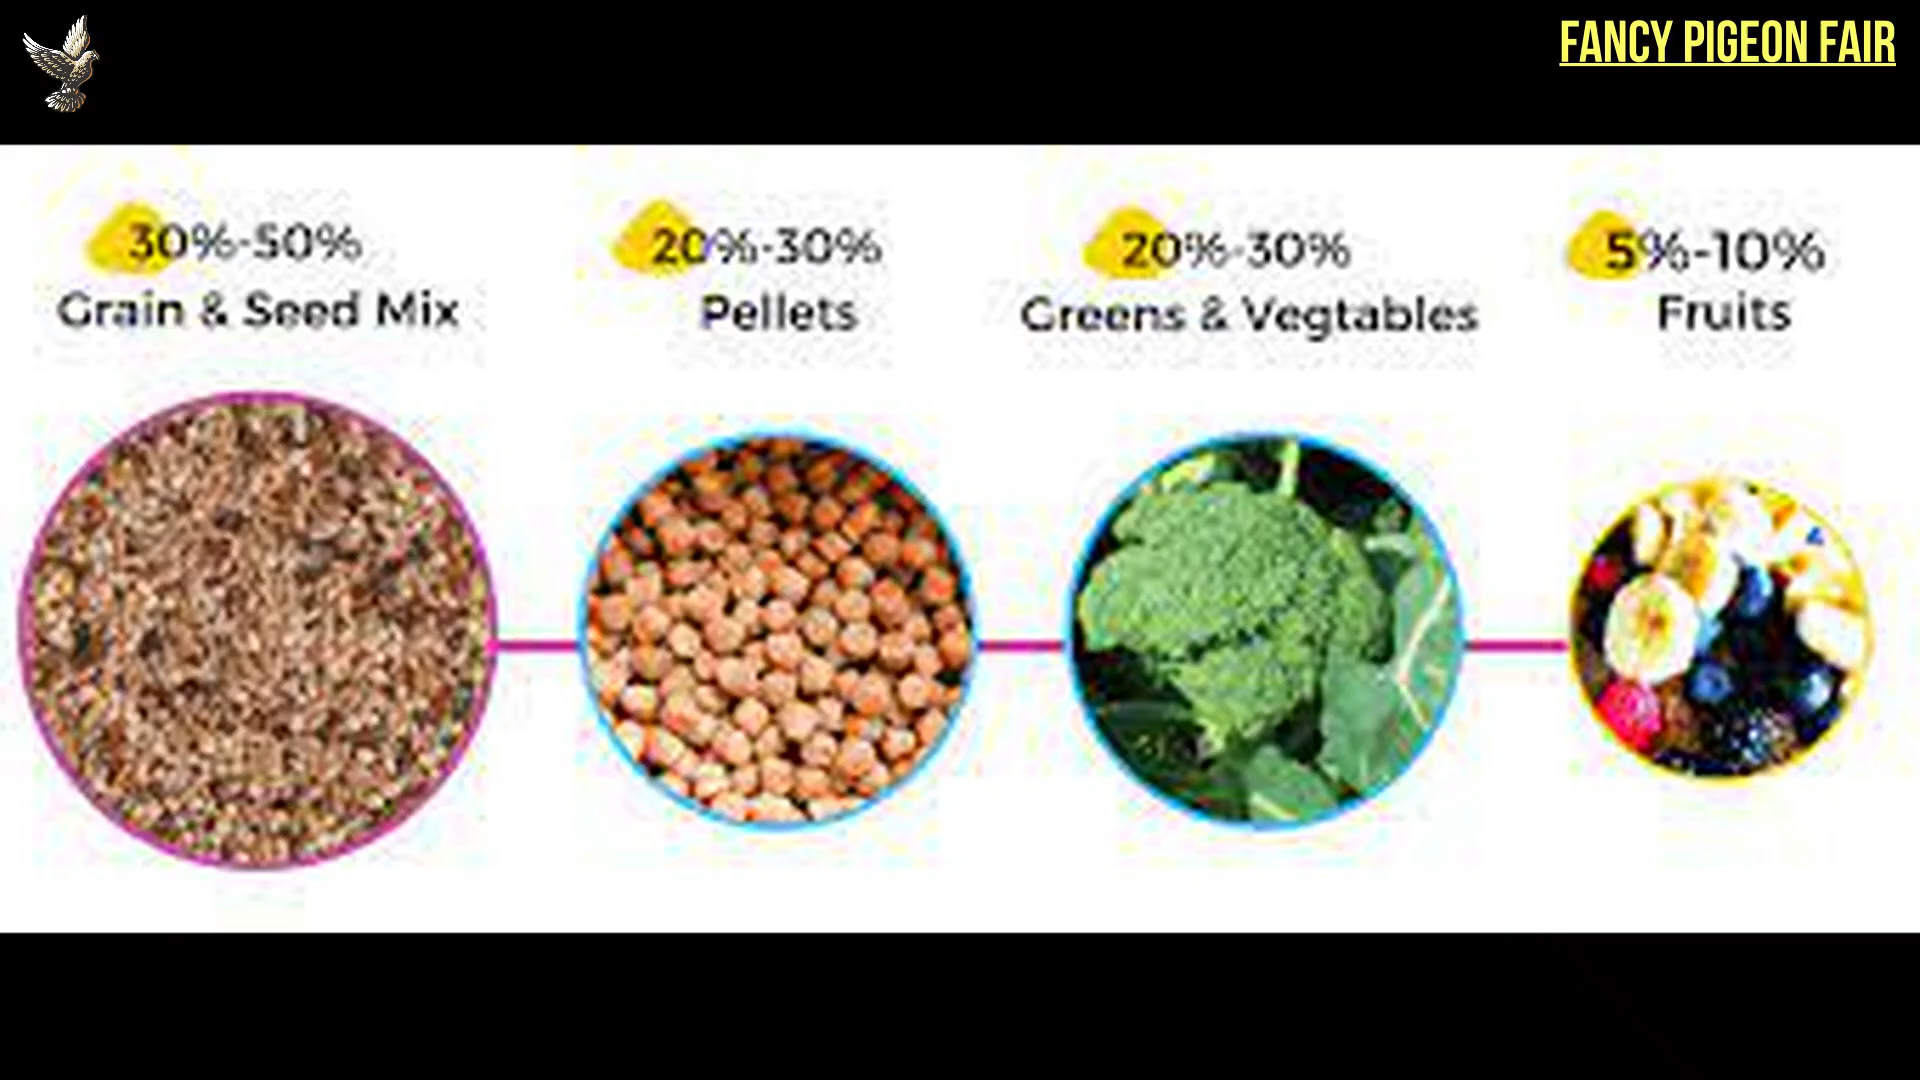 FANCY PIGEON FAIR
30%-50%
Grain & Seed Mix
20%-30%
Pellets
20%-30%
Greens & Vegtables
5%-10%
Fruits